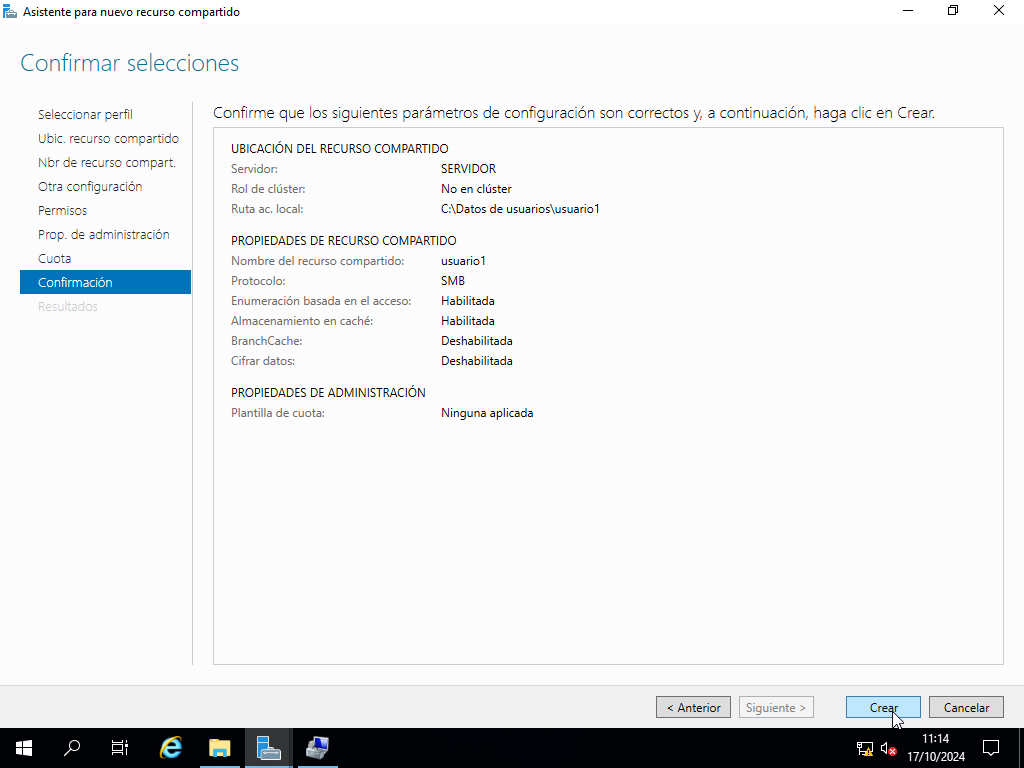 Asistente para nuevo recurso compartido
Confirmar selecciones
Seleccionar perfil
Ubic. recurso compartido
Nbr de recurso compart.
Otra configuración
Permisos
Prop. de administración
Cuota
Confirmación
Resultados
Confirme que los siguientes parámetros de configuración son correctos y, a continuación, haga clic en Crear.
UBICACIÓN DEL RECURSO COMPARTIDO
Servidor: SERVIDOR
Rol de clúster: No en clúster
Ruta ac. local: C:\Datos de usuarios\usuario1
PROPIEDADES DE RECURSO COMPARTIDO
Nombre del recurso compartido: usuario1
Protocolo: SMB
Enumeración basada en el acceso: Habilitada
Almacenamiento en caché: Habilitada
BranchCache: Deshabilitada
Cifrar datos: Deshabilitada
PROPIEDADES DE ADMINISTRACIÓN
Plantilla de cuota: Ninguna aplicada
< Anterior Siguiente > Crear Cancelar
11:14
17/10/2024